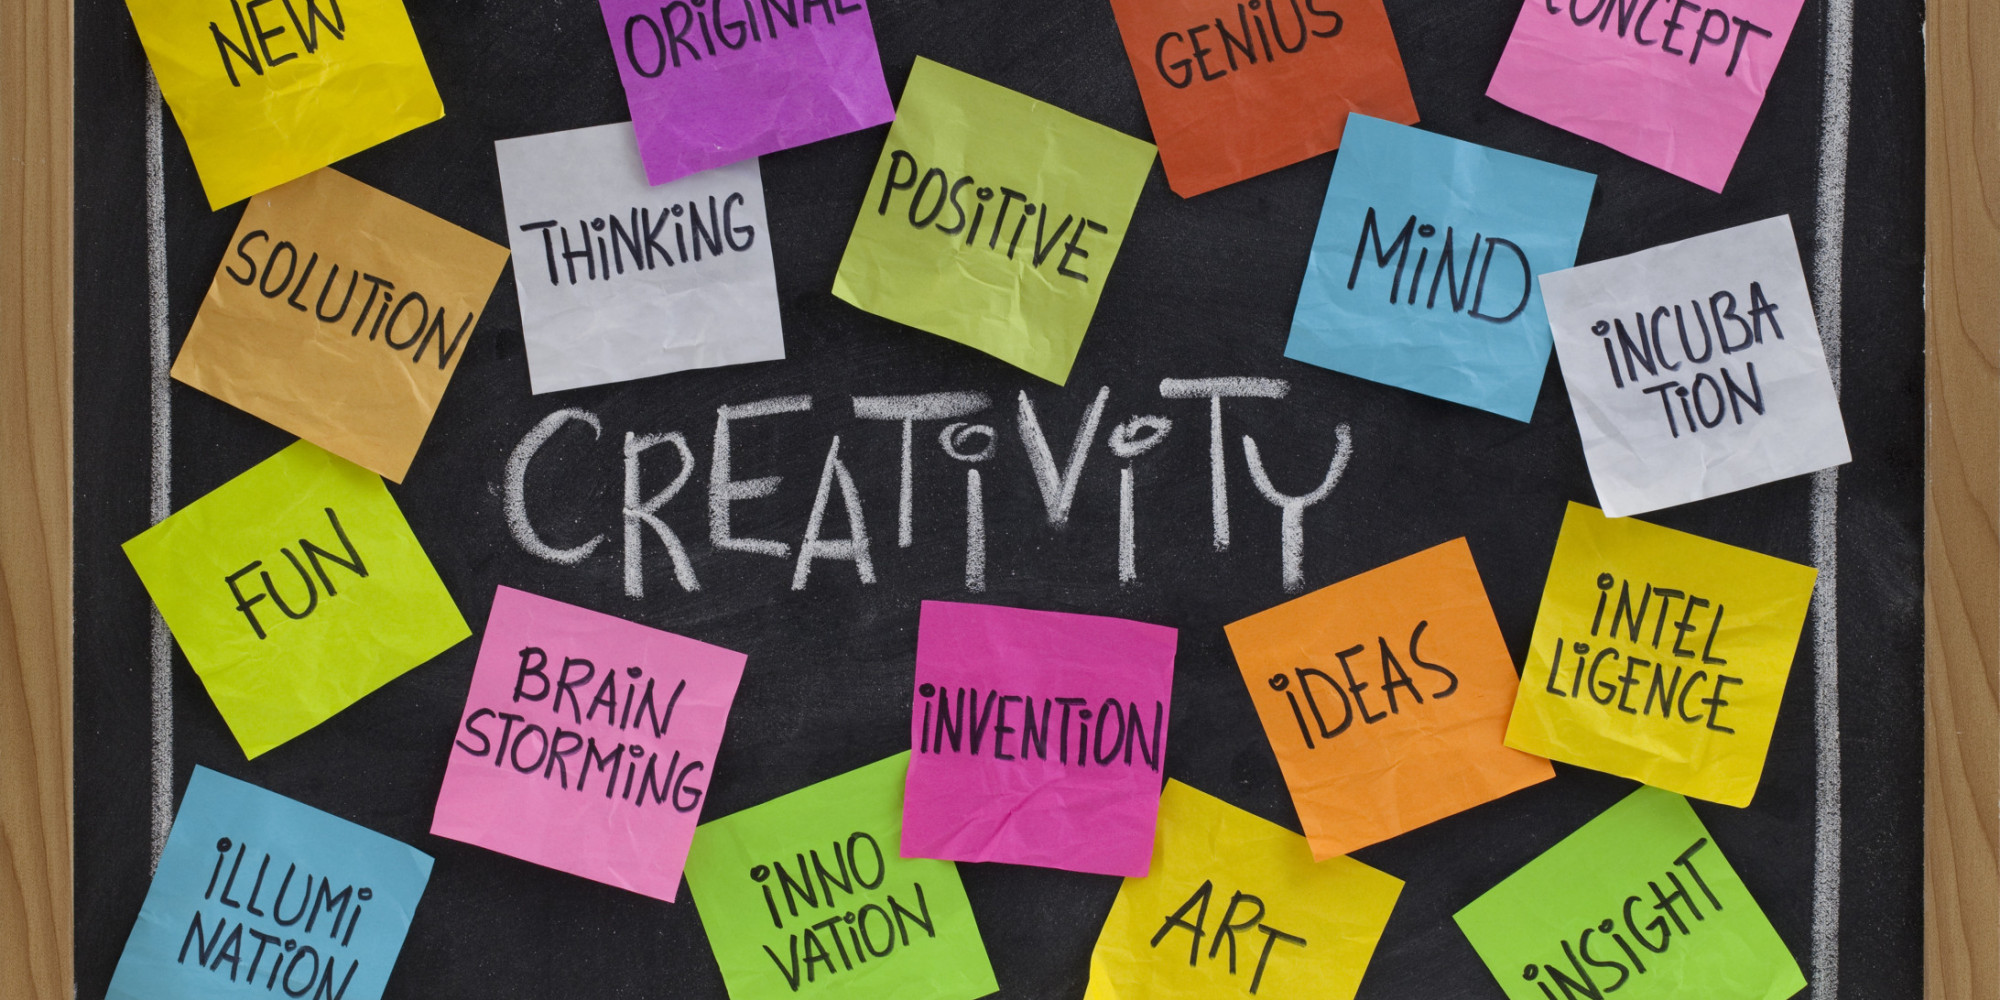 NEW
ORiGiNAL
GENiUS
CONCEPT
SOLUTiON
THiNKiNG
POSiTiVE
MiND
iNCUBA
TiON
CREATiViTY
FUN
BRAiN
STORMiNG
iNVENTiON
iDEAS
iNTEL
LiGENCE
iLLUMi
NATiON
iNNO
VATiON
ART
iNSiGHT